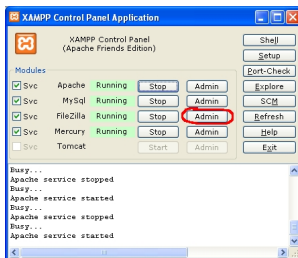 XAMPP Control Panel Application
XAMPP Control Panel
(Apache Friends Edition)
Shell
Setup
Modules
Port-Check
Svc Apache Running Stop Admin
Explore
Svc MySql Running Stop Admin
SCM
Svc FileZilla Running Stop Admin
Refresh
Svc Mercury Running Stop Admin
Help
Svc Tomcat Start Admin
Exit
Busy...
Apache service stopped
Busy...
Apache service started
Busy...
Apache service stopped
Busy...
Apache service started